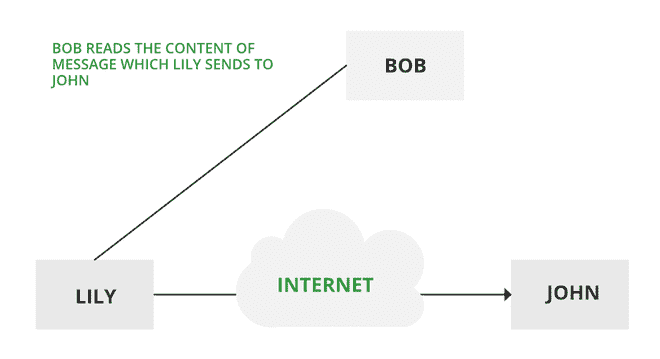 BOB READS THE CONTENT OF
MESSAGE WHICH LILY SENDS TO
JOHN
BOB
INTERNET
LILY
JOHN